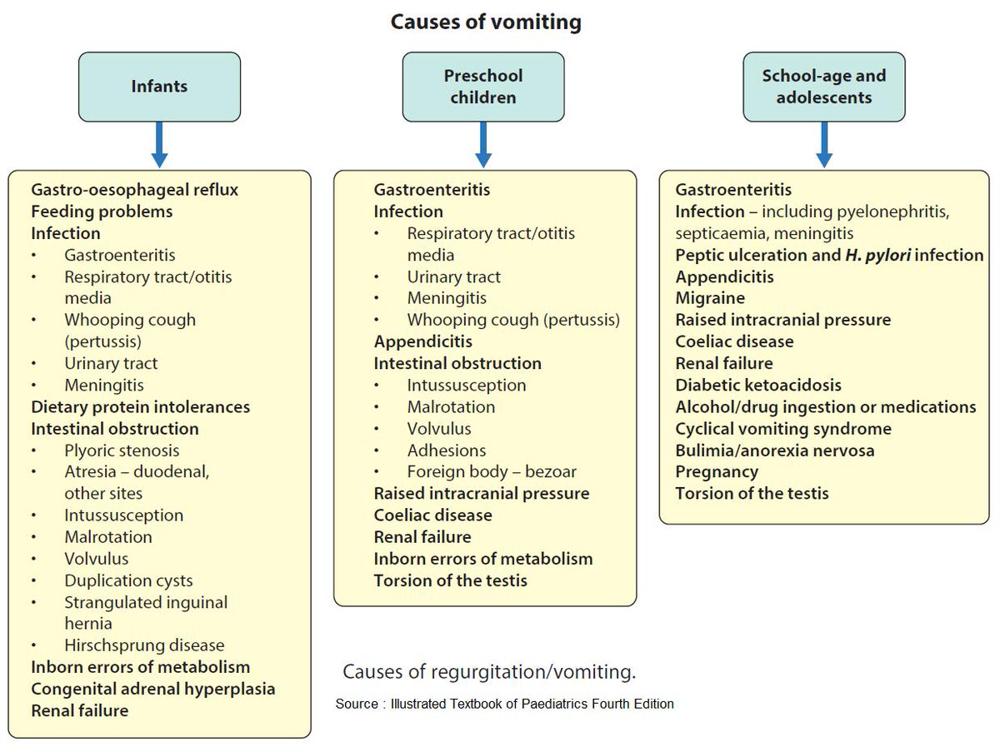 Causes of vomiting
Infants
Gastro-oesophageal reflux
Feeding problems
Infection
• Gastroenteritis
• Respiratory tract/otitis
media
• Whooping cough
(pertussis)
• Urinary tract
• Meningitis
Dietary protein intolerances
Intestinal obstruction
• Plyoric stenosis
• Atresia – duodenal,
other sites
• Intussusception
• Malrotation
• Volvulus
• Duplication cysts
• Strangulated inguinal
hernia
• Hirschsprung disease
Inborn errors of metabolism
Congenital adrenal hyperplasia
Renal failure
Preschool
children
Gastroenteritis
Infection
• Respiratory tract/otitis
media
• Urinary tract
• Meningitis
• Whooping cough (pertussis)
Appendicitis
Intestinal obstruction
• Intussusception
• Malrotation
• Volvulus
• Adhesions
• Foreign body – bezoar
Raised intracranial pressure
Coeliac disease
Renal failure
Inborn errors of metabolism
Torsion of the testis
School-age and
adolescents
Gastroenteritis
Infection – including pyelonephritis,
septicaemia, meningitis
Peptic ulceration and H. pylori infection
Appendicitis
Migraine
Raised intracranial pressure
Coeliac disease
Renal failure
Diabetic ketoacidosis
Alcohol/drug ingestion or medications
Cyclical vomiting syndrome
Bulimia/anorexia nervosa
Pregnancy
Torsion of the testis
Causes of regurgitation/vomiting.
Source : Illustrated Textbook of Paediatrics Fourth Edition